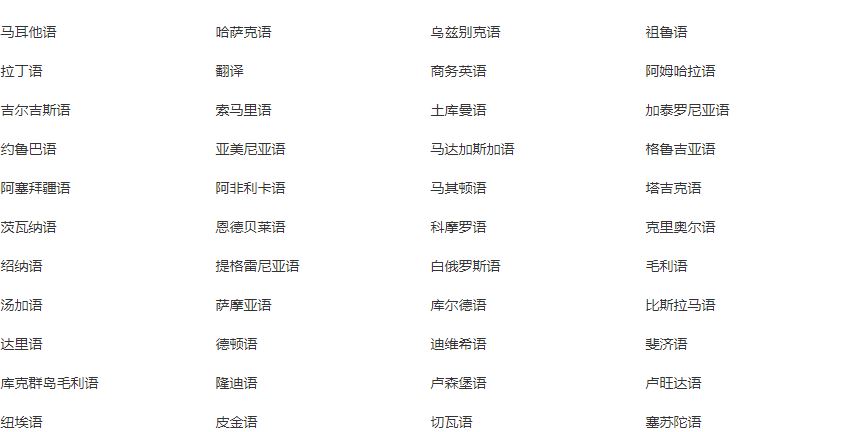 马耳他语 哈萨克语 乌兹别克语 祖鲁语
拉丁语 翻译 商务英语 阿姆哈拉语
吉尔吉斯语 索马里语 土库曼语 加泰罗尼亚语
约鲁巴语 亚美尼亚语 马达加斯加语 格鲁吉亚语
阿塞拜疆语 阿非利卡语 马其顿语 塔吉克语
茨瓦纳语 恩德贝莱语 科摩罗语 克里奥尔语
绍纳语 提格雷尼亚语 白俄罗斯语 毛利语
汤加语 萨摩亚语 库尔德语 比斯拉马语
达里语 德顿语 迪维希语 斐济语
库克群岛毛利语 隆迪语 卢森堡语 卢旺达语
纽埃语 皮金语 切瓦语 塞苏陀语